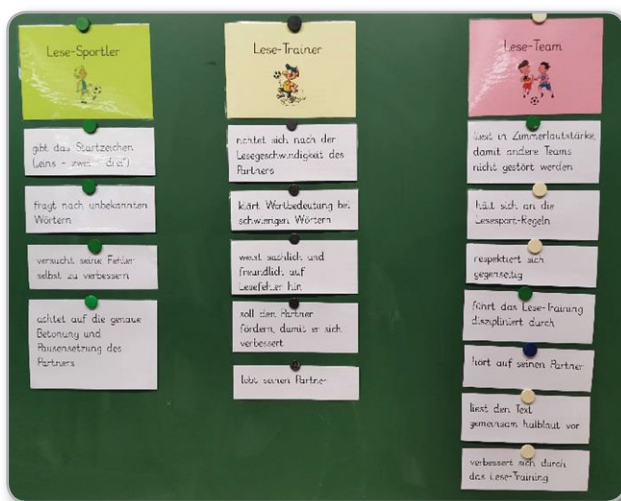 Lese-Sportler
gibt das Startzeichen
(eins - zwei - drei)
fragt nach unbekannten
Wörtern
versucht seine Fehler
selbst zu verbessern
achtet auf die genaue
Betonung und
Pausensetzung des
Partners
Lese-Trainer
richtet sich nach der
Lesegeschwindigkeit des
Partners
klärt Wortbedeutung bei
schwierigen Wörtern
weist sachlich und
freundlich auf
Lesefehler hin
soll den Partner
fördern, damit er sich
verbessert
lobt seinen Partner
Lese-Team
liest in Zimmerlautstärke,
damit andere Teams
nicht gestört werden
hält sich an die
Lesesport-Regeln
respektiert sich
gegenseitig
führt das Lese-Training
diszipliniert durch
hört auf seinen Partner
liest den Text
gemeinsam halblaut vor
verbessert sich durch
das Lese-Training